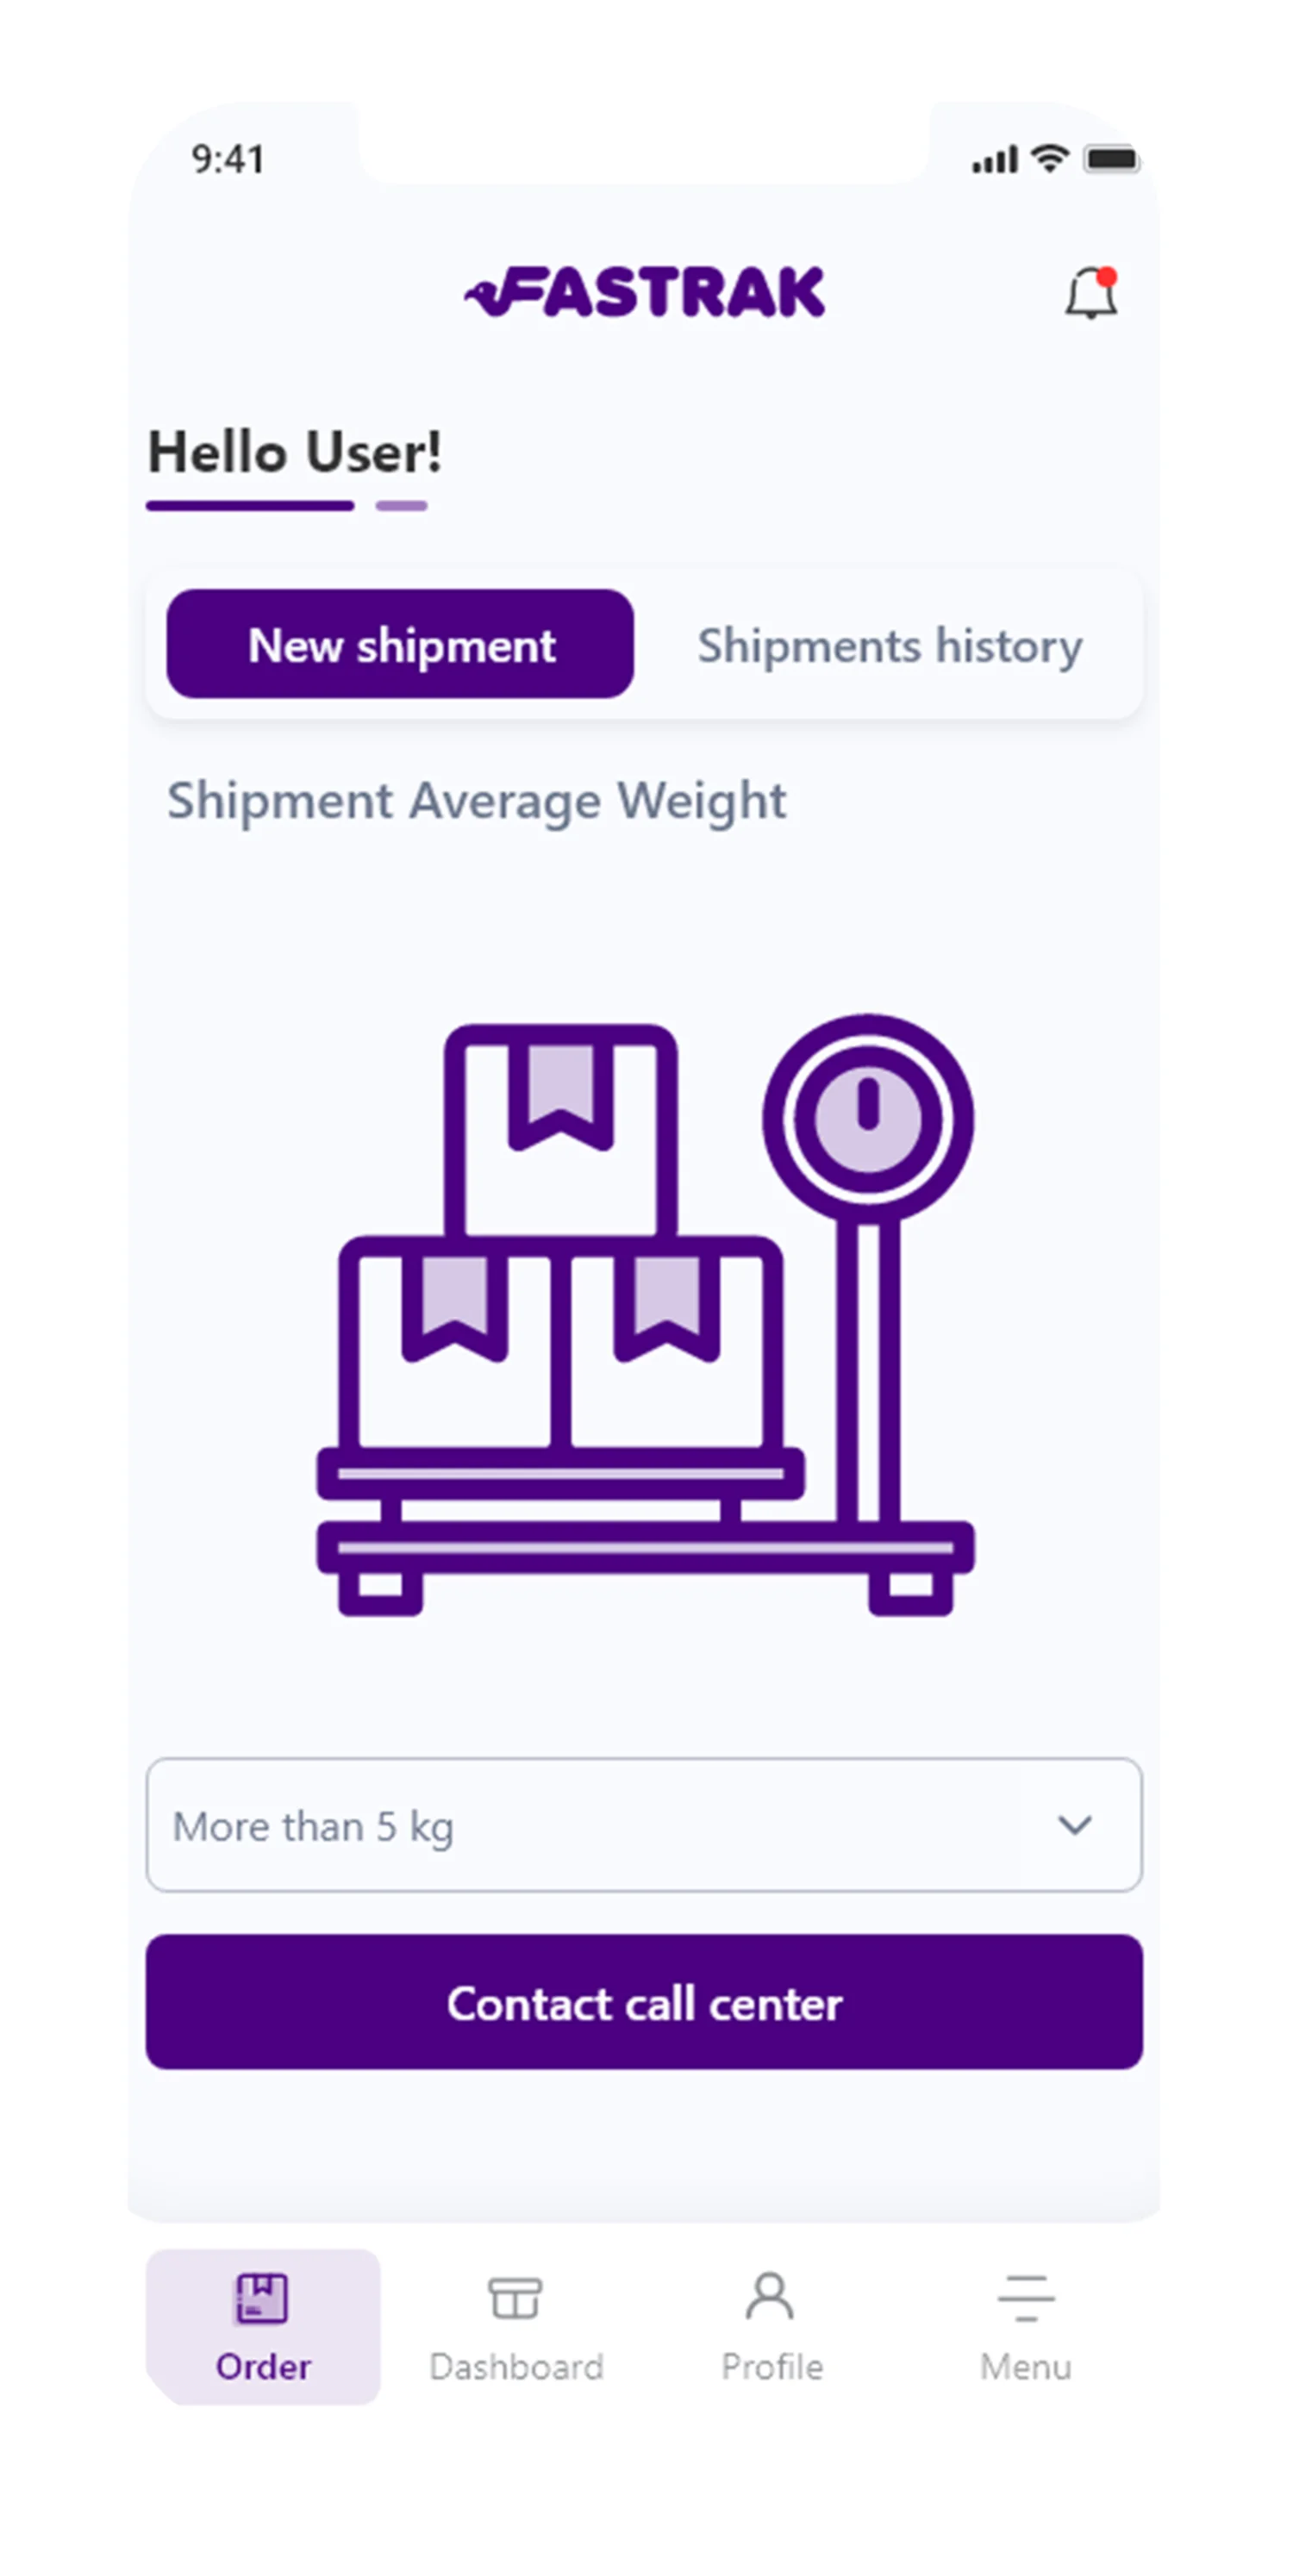 9:41
FASTRAK
Hello User!
New shipment
Shipments history
Shipment Average Weight
More than 5 kg
Contact call center
Order
Dashboard
Profile
Menu